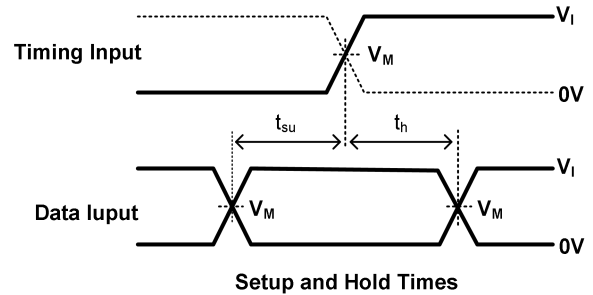 V_I
Timing Input
V_M
0V
t_su
t_h
V_I
Data Iuput
V_M
V_M
0V
Setup and Hold Times